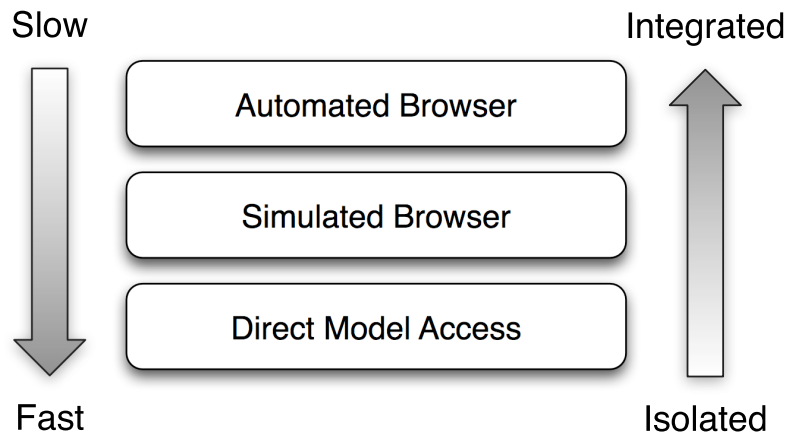 Slow
Integrated
Automated Browser
Simulated Browser
Direct Model Access
Fast
Isolated